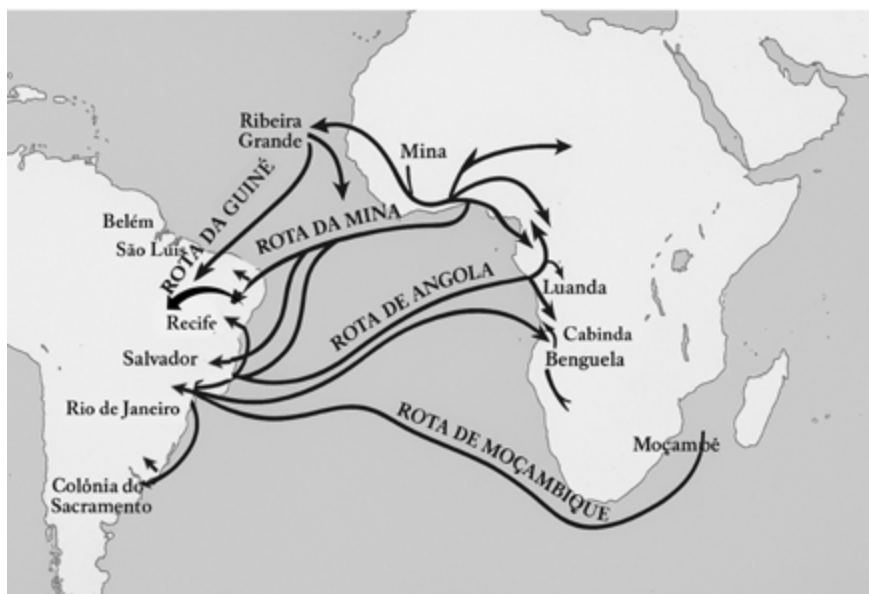 Ribeira
Grande
Mina
ROTA DA GUINÉ
ROTA DA MINA
Belém
São Luís
ROTA DE ANGOLA
Luanda
Recife
Cabinda
Salvador
Benguela
Rio de Janeiro
ROTA DE MOÇAMBIQUE
Moçambê
Colônia do
Sacramento